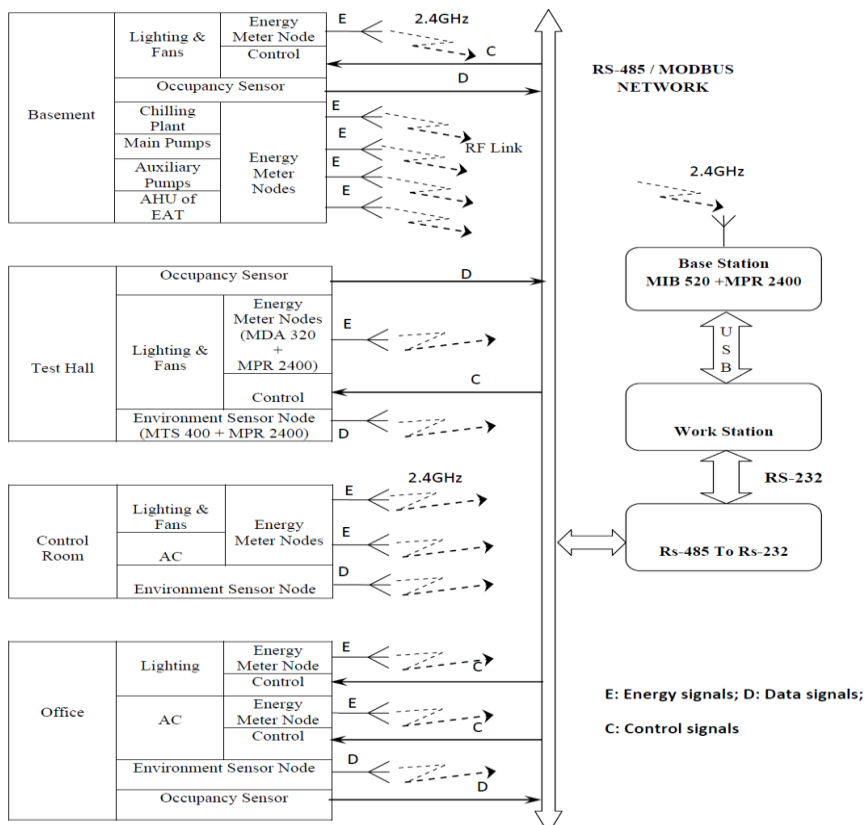 E
2.4GHz
Energy
Meter Node
Lighting &
Fans
Control
C
Occupancy Sensor
D
Basement
Chilling
Plant
E
Main Pumps
E
RF Link
Energy
Meter
Nodes
Auxiliary
Pumps
E
AHU of
EAT
E
RS-485 / MODBUS
NETWORK
2.4GHz
Base Station
MIB 520 +MPR 2400
U
S
B
Work Station
RS-232
Rs-485 To Rs-232
Occupancy Sensor
D
Test Hall
Lighting &
Fans
Energy
Meter Nodes
(MDA 320
+
MPR 2400)
E
Control
C
Environment Sensor Node
(MTS 400 + MPR 2400)
D
Control
Room
Lighting &
Fans
Energy
Meter Nodes
E
2.4GHz
AC
E
Environment Sensor Node
D
Office
Lighting
Energy
Meter Node
E
Control
C
AC
Energy
Meter Node
E
Control
C
Environment Sensor Node
D
Occupancy Sensor
D
E: Energy signals; D: Data signals;
C: Control signals